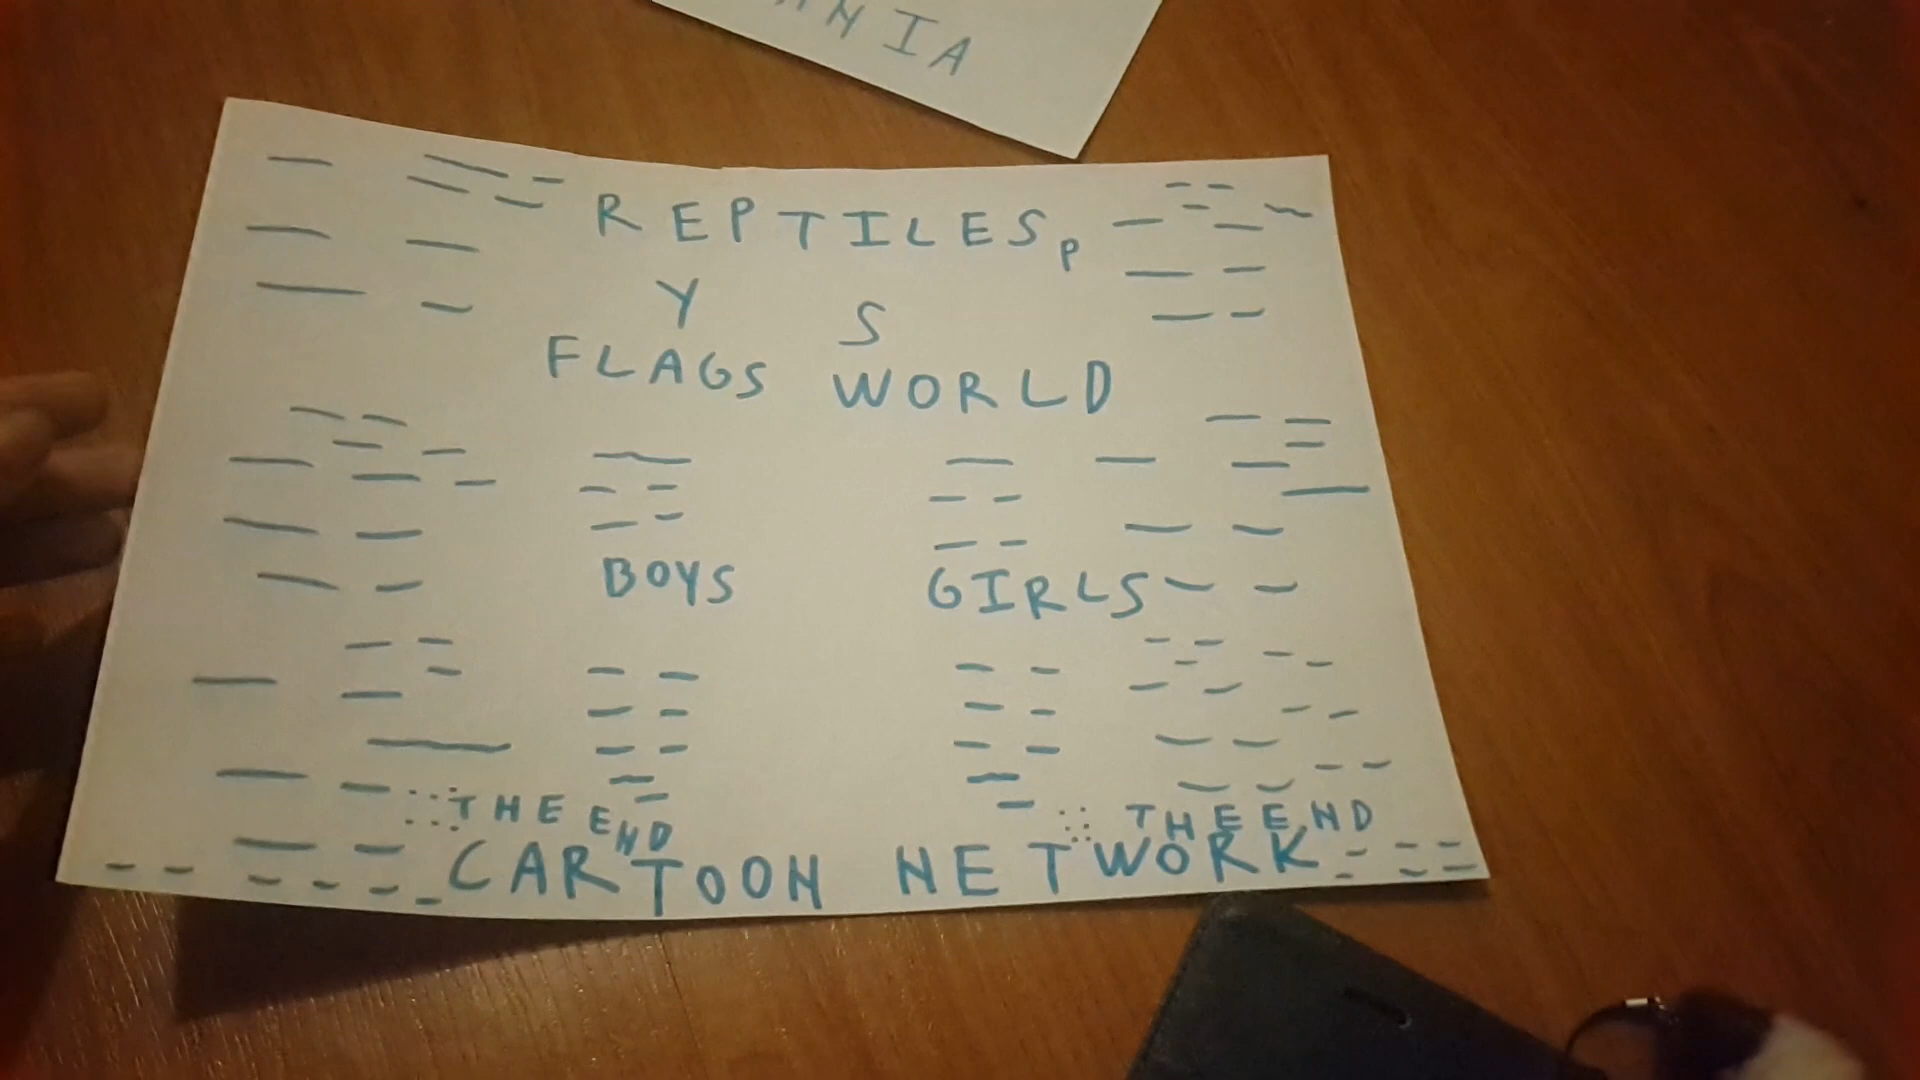 ANIA
REPTILES P
Y S
FLAGS WORLD
BOYS GIRLS
THE END THE END
CARTOON NETWORK